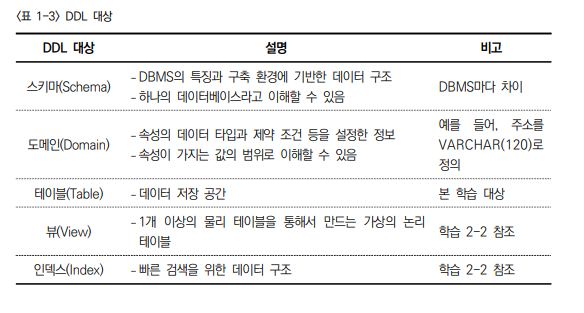 <표 1-3> DDL 대상
DDL 대상 설명 비고
스키마(Schema)
- DBMS의 특징과 구축 환경에 기반한 데이터 구조
- 하나의 데이터베이스라고 이해할 수 있음
DBMS마다 차이
도메인(Domain)
- 속성의 데이터 타입과 제약 조건 등을 설정한 정보
- 속성이 가지는 값의 범위로 이해할 수 있음
예를 들어, 주소를
VARCHAR(120)로
정의
테이블(Table) - 데이터 저장 공간 본 학습 대상
뷰(View)
- 1개 이상의 물리 테이블을 통해서 만드는 가상의 논리
테이블
학습 2-2 참조
인덱스(Index) - 빠른 검색을 위한 데이터 구조 학습 2-2 참조